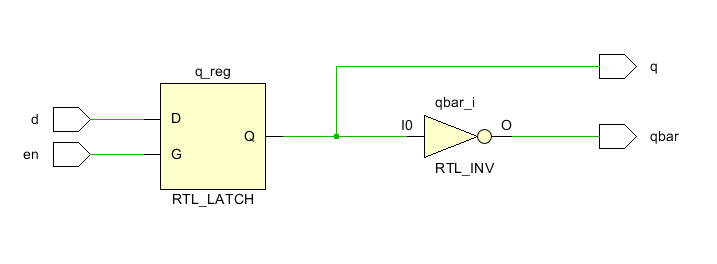 q_reg
q
qbar_i
d
D
I0
O
Q
qbar
en
G
RTL_INV
RTL_LATCH